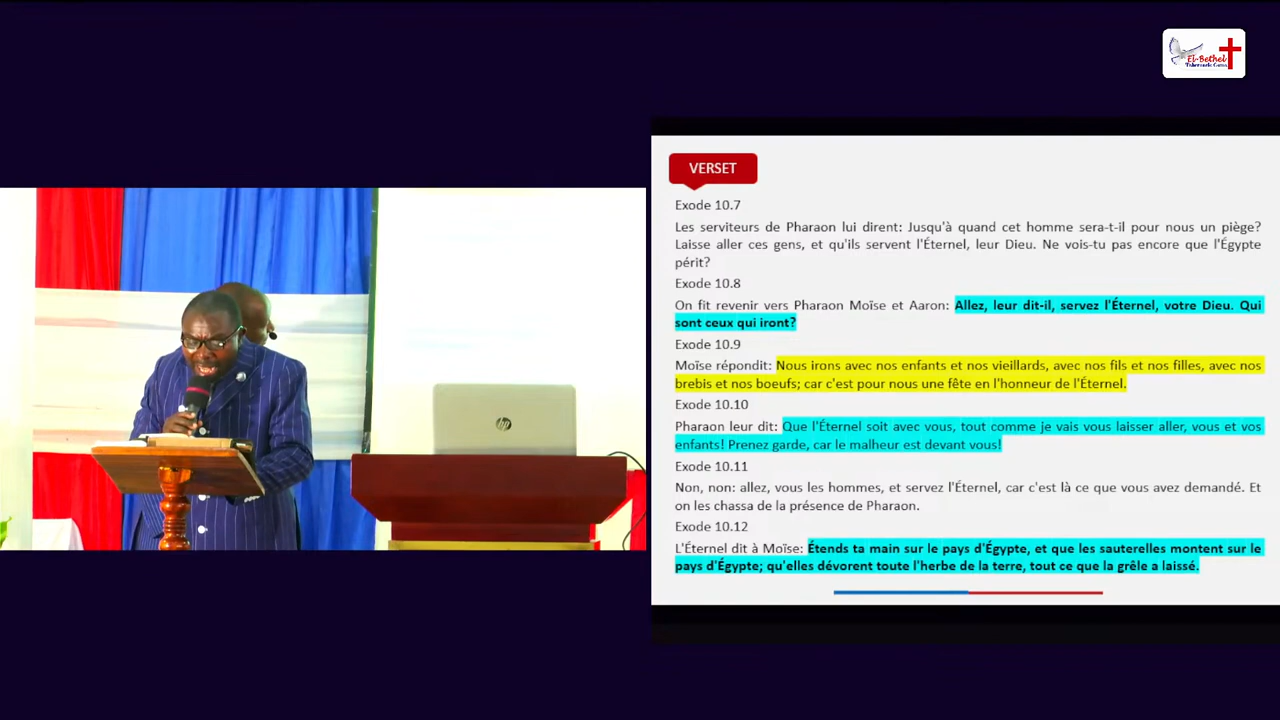 El-Bethel
VERSET
Exode 10.7
Les serviteurs de Pharaon lui dirent: Jusqu'à quand cet homme sera-t-il pour nous un piège?
Laisse aller ces gens, et qu'ils servent l'Éternel, leur Dieu. Ne vois-tu pas encore que l'Égypte
périt?
Exode 10.8
On fit revenir vers Pharaon Moïse et Aaron: Allez, leur dit-il, servez l'Éternel, votre Dieu. Qui
sont ceux qui iront?
Exode 10.9
Moïse répondit: Nous irons avec nos enfants et nos vieillards, avec nos fils et nos filles, avec nos
brebis et nos boeufs; car c'est pour nous une fête en l'honneur de l'Éternel.
Exode 10.10
Pharaon leur dit: Que l'Éternel soit avec vous, tout comme je vais vous laisser aller, vous et vos
enfants! Prenez garde, car le malheur est devant vous!
Exode 10.11
Non, non: allez, vous les hommes, et servez l'Éternel, car c'est là ce que vous avez demandé. Et
on les chassa de la présence de Pharaon.
Exode 10.12
L'Éternel dit à Moïse: Étends ta main sur le pays d'Égypte, et que les sauterelles montent sur le
pays d'Égypte; qu'elles dévorent toute l'herbe de la terre, tout ce que la grêle a laissé.
hp